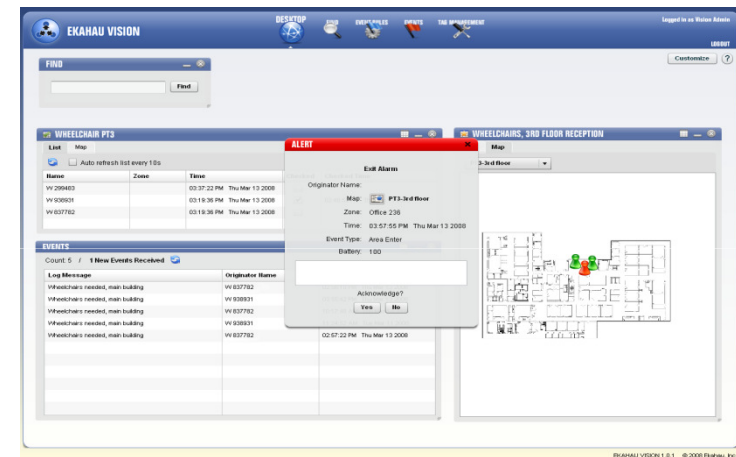 EKAHAU VISION
DESKTOP
FIND
EVENT RULES
EVENTS
TAG MANAGEMENT
Logged in as Vision Admin
LOGOUT
Customize
?
FIND
Find
WHEELCHAIR PT3
List Map
Auto refresh list every 10s
Name Zone Time
W 299483 03:37:22 PM Thu Mar 13 2008
W 938931 03:19:36 PM Thu Mar 13 2008
W 837782 03:19:36 PM Thu Mar 13 2008
ALERT
Exit Alarm
Originator Name:
Map: PT3-3rd floor
Zone: Office 236
Time: 03:57:55 PM Thu Mar 13 2008
Event Type: Area Enter
Battery: 100
Acknowledge?
Yes No
WHEELCHAIRS, 3RD FLOOR RECEPTION
Map
3-3rd floor
EVENTS
Count: 5 / 1 New Events Received
Log Message Originator Name
Wheelchairs needed, main building W 837782
Wheelchairs needed, main building W 938931
Wheelchairs needed, main building W 837782
Wheelchairs needed, main building W 938931
Wheelchairs needed, main building W 837782 02:57:22 PM Thu Mar 13 2008
EKAHAU VISION 1.0.1 © 2008 Ekahau, Inc